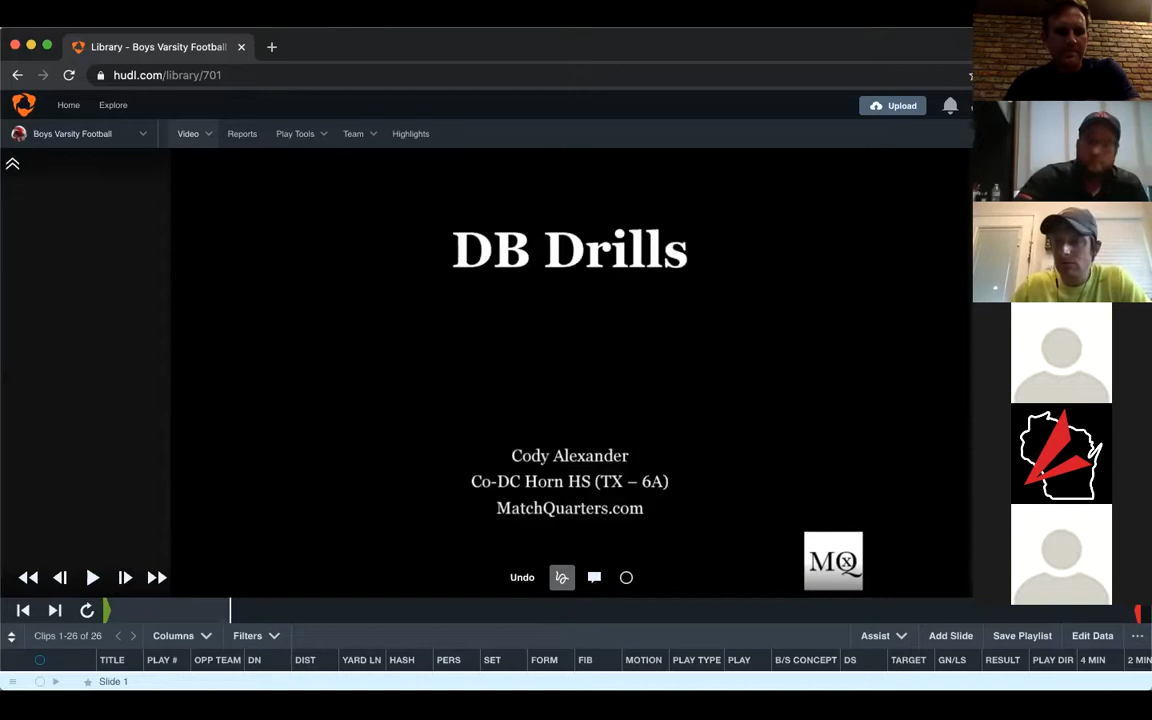 Library - Boys Varsity Football
hudl.com/library/701
Home Explore Upload
Boys Varsity Football Video Reports Play Tools Team Highlights
DB Drills
Cody Alexander
Co-DC Horn HS (TX – 6A)
MatchQuarters.com
MQx
Undo
Clips 1-26 of 26 Columns Filters Assist Add Slide Save Playlist Edit Data
TITLE PLAY # OPP TEAM DN DIST YARD LN HASH PERS SET FORM FIB MOTION PLAY TYPE PLAY B/S CONCEPT DS TARGET GN/LS RESULT PLAY DIR 4 MIN 2 MIN
Slide 1